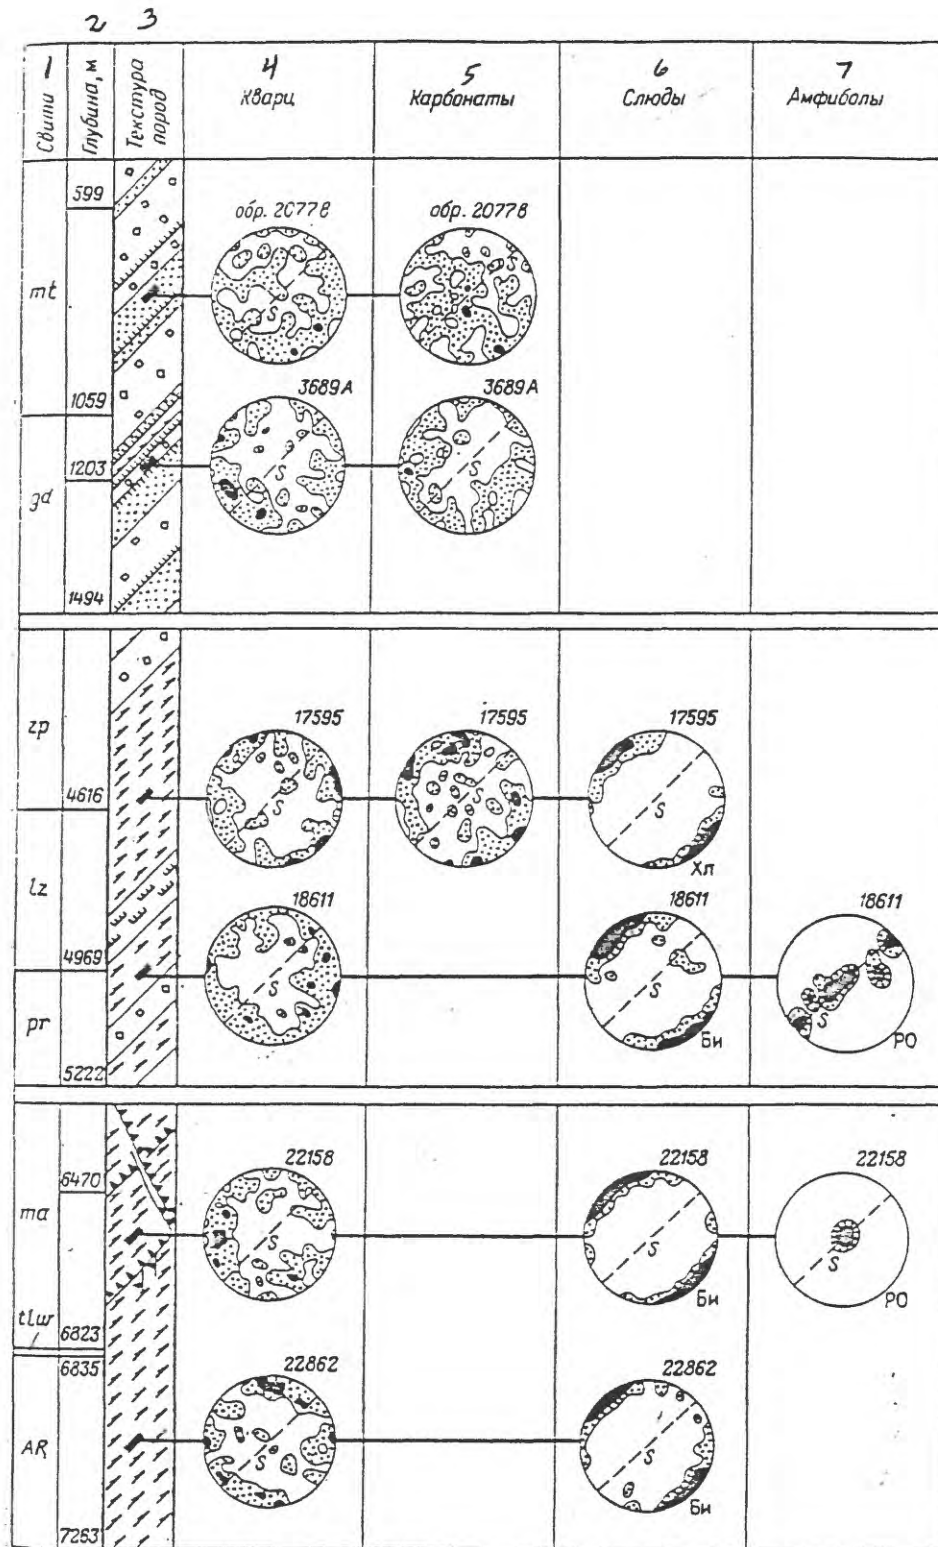 1 2 3 4 5 6 7
Свиты Глубина, м Текстура пород Кварц Карбонаты Слюды Амфиболы
599
обр. 20778 обр. 20778
mt S S
1059
3689А 3689А
1203
gd S S
1494
zp
17595 17595 17595
4616
S S S
Хл
lz
18611 18611 18611
4969
S S S
pr
Би РО
5222
22158 22158 22158
6470
ma
S S S
Би РО
tlw
6823
6835
22862 22862
AR
S S
Би
7263